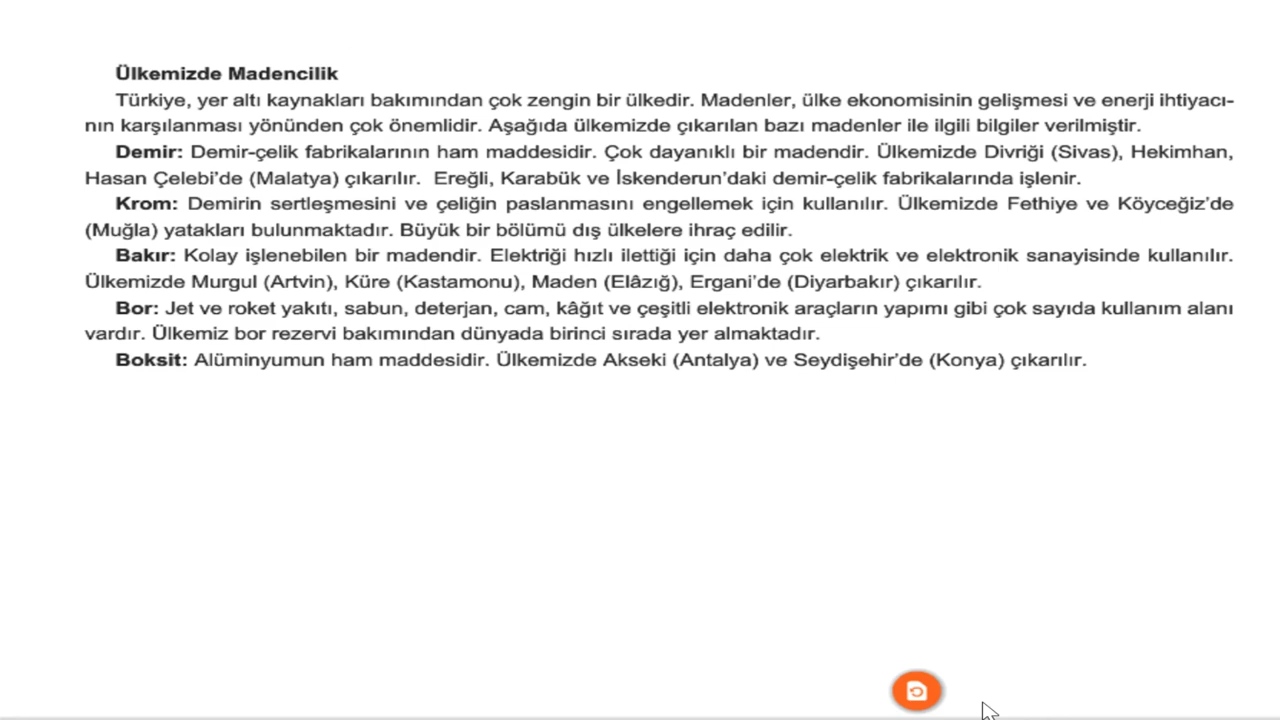 Ülkemizde Madencilik
Türkiye, yer altı kaynakları bakımından çok zengin bir ülkedir. Madenler, ülke ekonomisinin gelişmesi ve enerji ihtiyacı-
nın karşılanması yönünden çok önemlidir. Aşağıda ülkemizde çıkarılan bazı madenler ile ilgili bilgiler verilmiştir.
Demir: Demir-çelik fabrikalarının ham maddesidir. Çok dayanıklı bir madendir. Ülkemizde Divriği (Sivas), Hekimhan,
Hasan Çelebi’de (Malatya) çıkarılır. Ereğli, Karabük ve İskenderun’daki demir-çelik fabrikalarında işlenir.
Krom: Demirin sertleşmesini ve çeliğin paslanmasını engellemek için kullanılır. Ülkemizde Fethiye ve Köyceğiz’de
(Muğla) yatakları bulunmaktadır. Büyük bir bölümü dış ülkelere ihraç edilir.
Bakır: Kolay işlenebilen bir madendir. Elektriği hızlı ilettiği için daha çok elektrik ve elektronik sanayisinde kullanılır.
Ülkemizde Murgul (Artvin), Küre (Kastamonu), Maden (Elâzığ), Ergani’de (Diyarbakır) çıkarılır.
Bor: Jet ve roket yakıtı, sabun, deterjan, cam, kâğıt ve çeşitli elektronik araçların yapımı gibi çok sayıda kullanım alanı
vardır. Ülkemiz bor rezervi bakımından dünyada birinci sırada yer almaktadır.
Boksit: Alüminyumun ham maddesidir. Ülkemizde Akseki (Antalya) ve Seydişehir’de (Konya) çıkarılır.